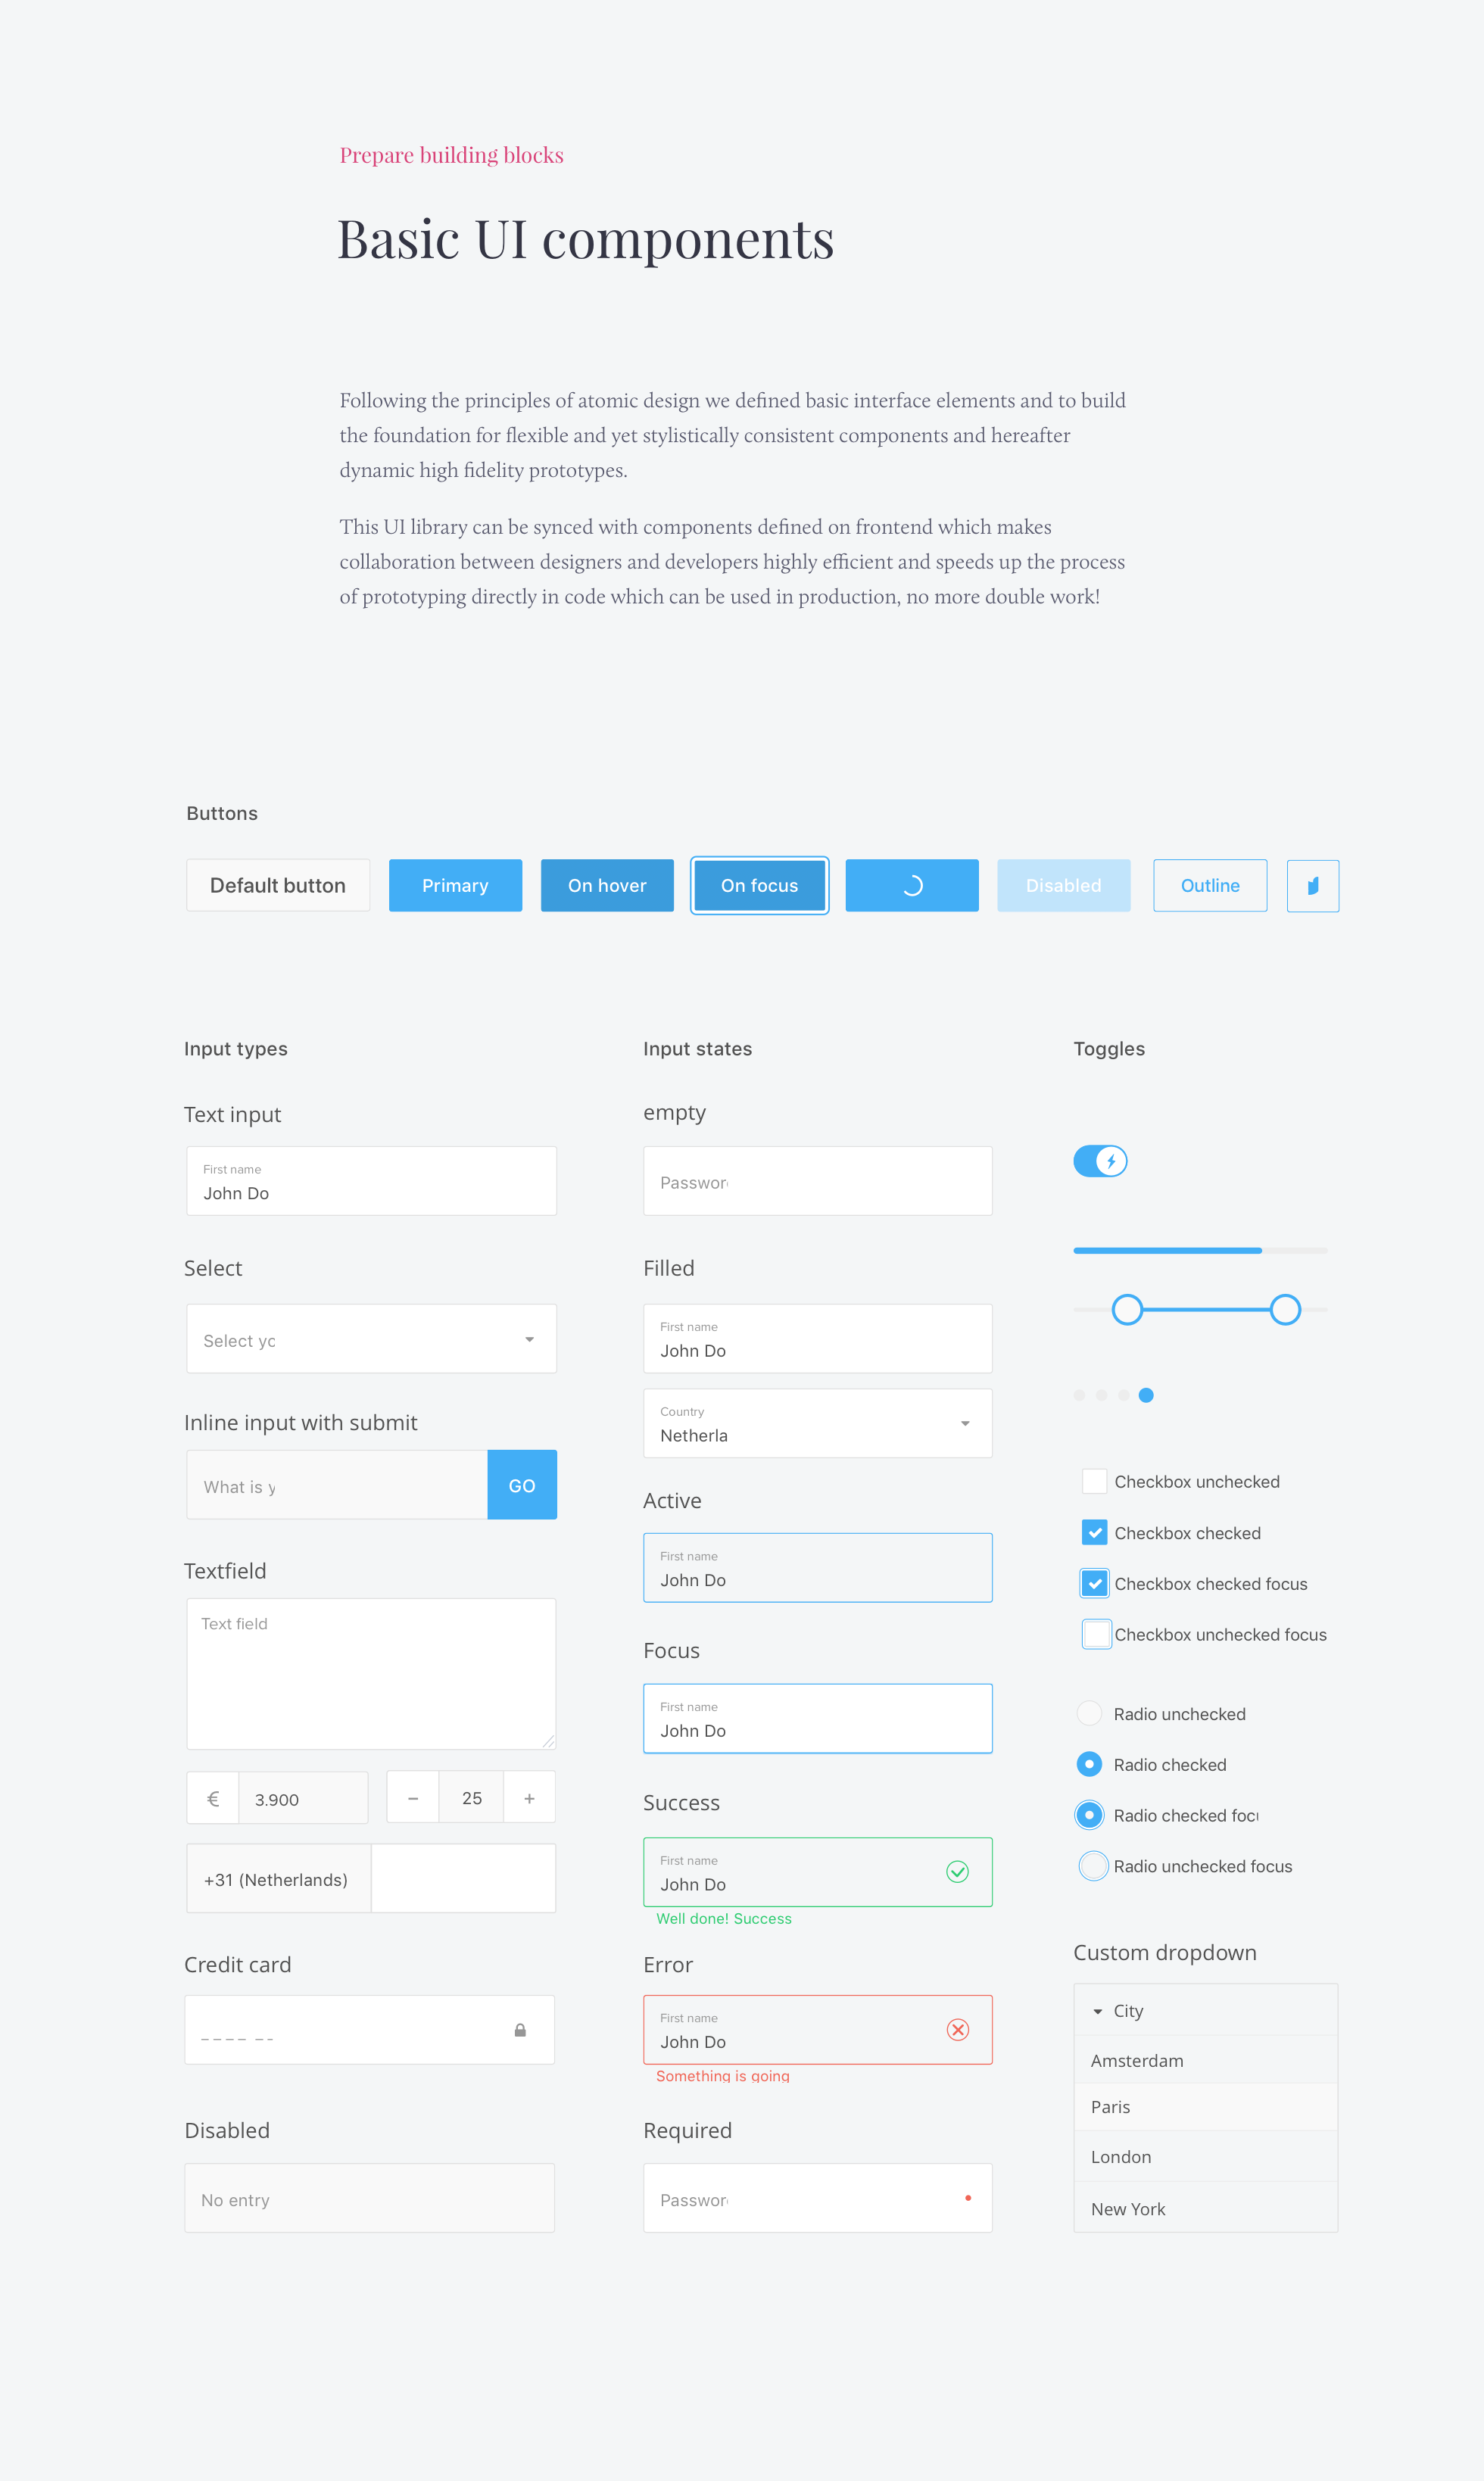 Prepare building blocks
Basic UI components
Following the principles of atomic design we defined basic interface elements and to build
the foundation for flexible and yet stylistically consistent components and hereafter
dynamic high fidelity prototypes.
This UI library can be synced with components defined on frontend which makes
collaboration between designers and developers highly efficient and speeds up the process
of prototyping directly in code which can be used in production, no more double work!
Buttons
Default button
Primary
On hover
On focus
Disabled
Outline
Input types
Text input
First name
John Do
Select
Select yo
Inline input with submit
What is y
GO
Textfield
Text field
€
3.900
−
25
+
+31 (Netherlands)
Credit card
_ _ _ _ _ _
Disabled
No entry
Input states
empty
Passwor
Filled
First name
John Do
Country
Netherla
Active
First name
John Do
Focus
First name
John Do
Success
First name
John Do
Well done! Success
Error
First name
John Do
Something is going
Required
Passwor
Toggles
Checkbox unchecked
Checkbox checked
Checkbox checked focus
Checkbox unchecked focus
Radio unchecked
Radio checked
Radio checked focu
Radio unchecked focus
Custom dropdown
City
Amsterdam
Paris
London
New York